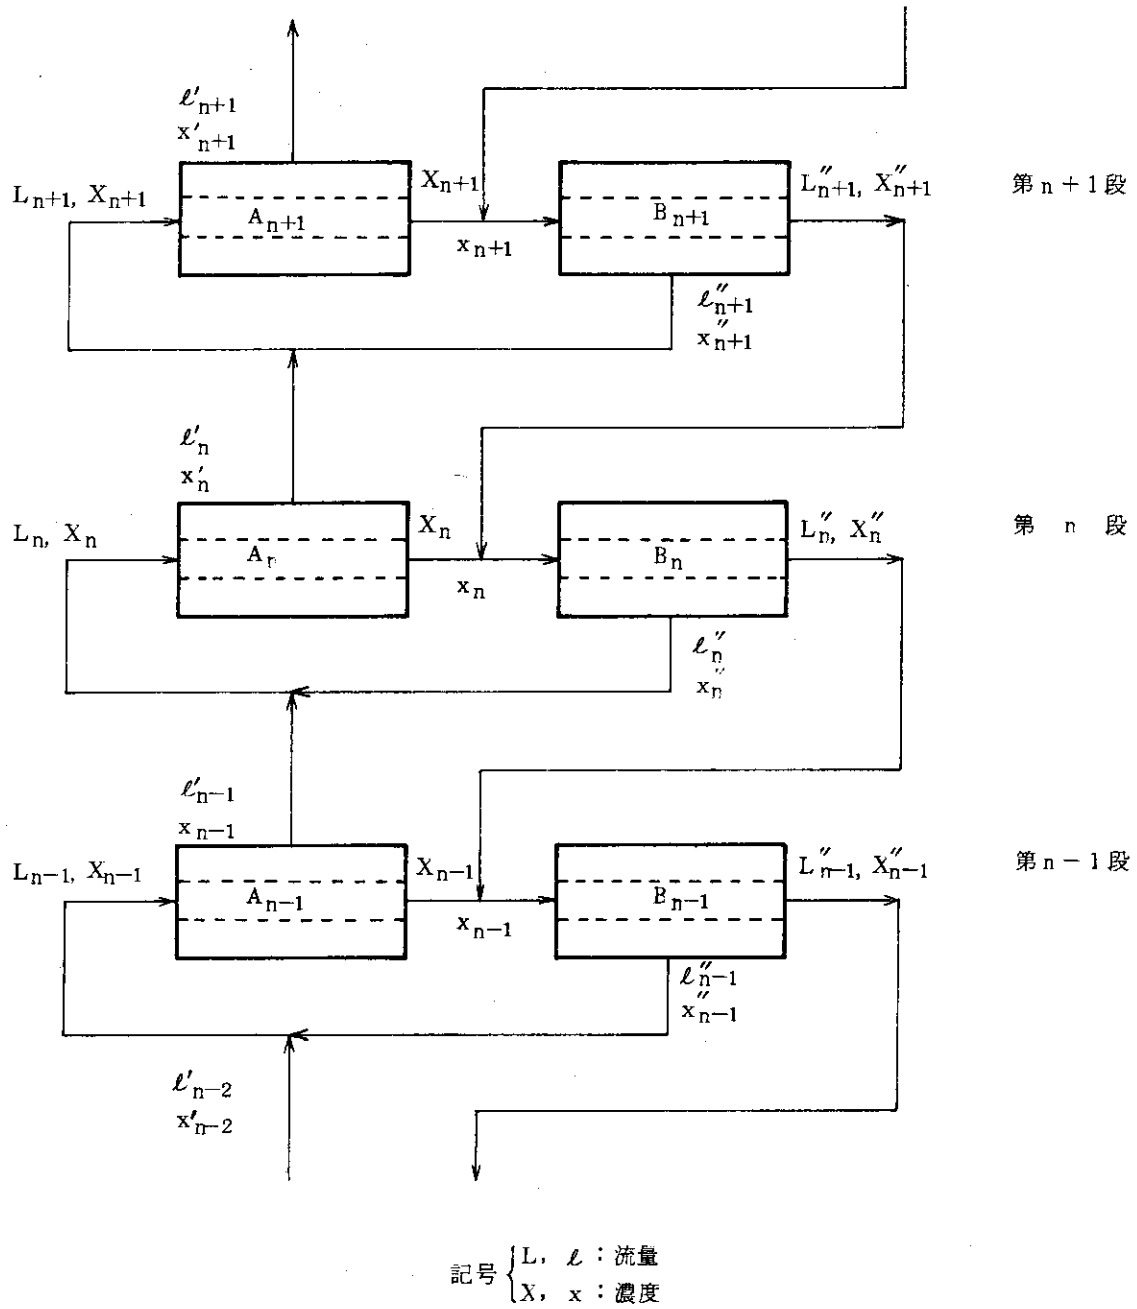 ℓ'n+1
x'n+1
Ln+1, Xn+1
An+1
Xn+1
xn+1
Bn+1
L″n+1, X″n+1
第n+1段
ℓ″n+1
x″n+1
ℓ'n
x'n
Ln, Xn
An
Xn
xn
Bn
L″n, X″n
第 n 段
ℓ″n
x″n
ℓ'n−1
xn−1
Ln−1, Xn−1
An−1
Xn−1
xn−1
Bn−1
L″n−1, X″n−1
第n−1段
ℓ″n−1
x″n−1
ℓ'n−2
x'n−2
記号 { L, ℓ : 流量
X, x : 濃度